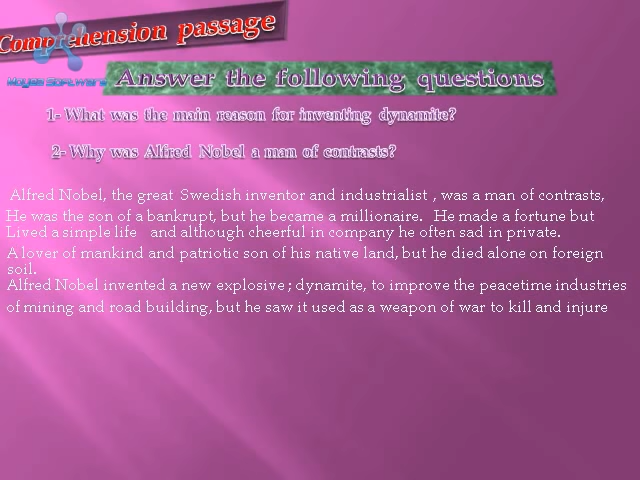 Comprehension passage
Answer the following questions
1- What was the main reason for inventing dynamite?
2- Why was Alfred Nobel a man of contrasts?
Alfred Nobel, the great Swedish inventor and industrialist , was a man of contrasts,
He was the son of a bankrupt, but he became a millionaire. He made a fortune but
Lived a simple life and although cheerful in company he often sad in private.
A lover of mankind and patriotic son of his native land, but he died alone on foreign
soil.
Alfred Nobel invented a new explosive ; dynamite, to improve the peacetime industries
of mining and road building, but he saw it used as a weapon of war to kill and injure